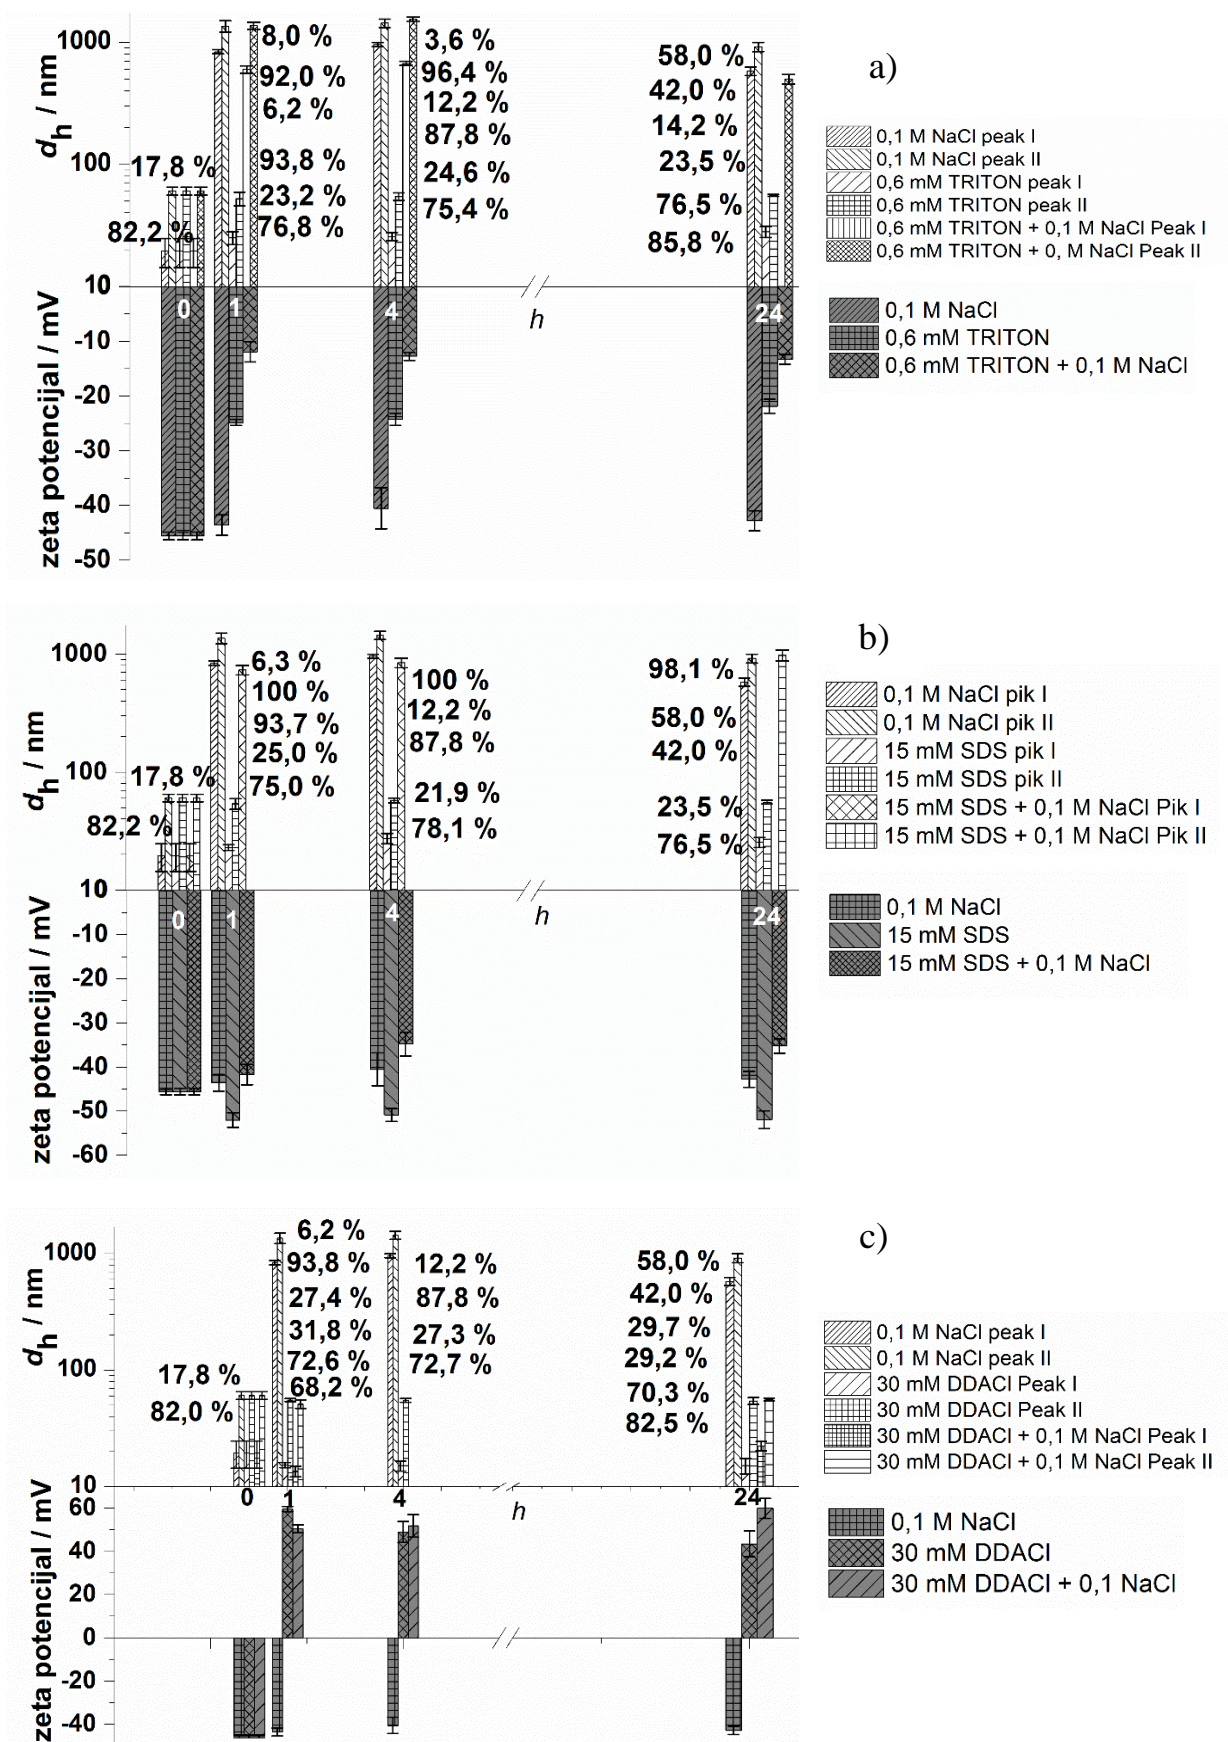 a)
1000
100
10
d h / nm
8,0 %
92,0 %
6,2 %
93,8 %
23,2 %
76,8 %
3,6 %
96,4 %
12,2 %
87,8 %
24,6 %
75,4 %
58,0 %
42,0 %
14,2 %
23,5 %
76,5 %
85,8 %
17,8 %
82,2 %
0
1
4
24
h
-10
-20
-30
-40
-50
zeta potencijal / mV
0,1 M NaCl peak I
0,1 M NaCl peak II
0,6 mM TRITON peak I
0,6 mM TRITON peak II
0,6 mM TRITON + 0,1 M NaCl Peak I
0,6 mM TRITON + 0, M NaCl Peak II
0,1 M NaCl
0,6 mM TRITON
0,6 mM TRITON + 0,1 M NaCl
b)
1000
100
10
d h / nm
6,3 %
100 %
93,7 %
25,0 %
75,0 %
100 %
12,2 %
87,8 %
21,9 %
78,1 %
98,1 %
58,0 %
42,0 %
23,5 %
76,5 %
17,8 %
82,2 %
0
1
4
24
h
-10
-20
-30
-40
-50
-60
zeta potencijal / mV
0,1 M NaCl pik I
0,1 M NaCl pik II
15 mM SDS pik I
15 mM SDS pik II
15 mM SDS + 0,1 M NaCl Pik I
15 mM SDS + 0,1 M NaCl Pik II
0,1 M NaCl
15 mM SDS
15 mM SDS + 0,1 M NaCl
c)
1000
100
10
d h / nm
6,2 %
93,8 %
27,4 %
31,8 %
72,6 %
68,2 %
12,2 %
87,8 %
27,3 %
72,7 %
58,0 %
42,0 %
29,7 %
29,2 %
70,3 %
82,5 %
17,8 %
82,0 %
0
1
4
24
h
60
40
20
0
-20
-40
zeta potencijal / mV
0,1 M NaCl peak I
0,1 M NaCl peak II
30 mM DDACl Peak I
30 mM DDACl Peak II
30 mM DDACl + 0,1 M NaCl Peak I
30 mM DDACl + 0,1 M NaCl Peak II
0,1 M NaCl
30 mM DDACl
30 mM DDACl + 0,1 NaCl